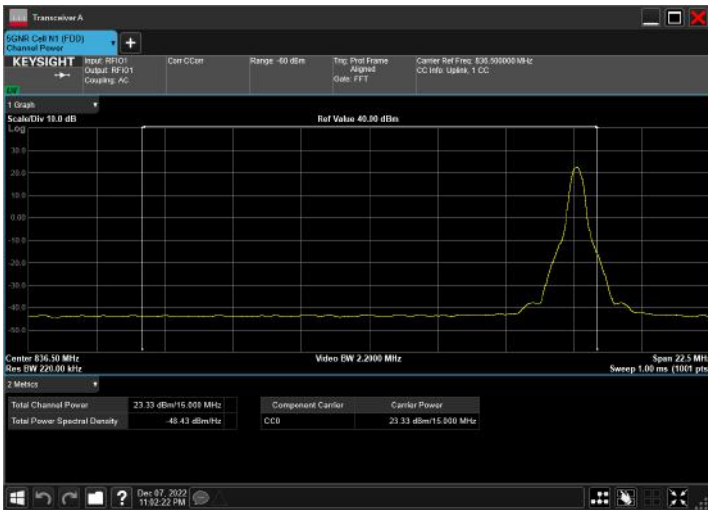 Transceiver A
5GNR Cell N1 (FDD)
Channel Power
KEYSIGHT
Input: RFIO1
Output: RFIO1
Coupling: AC
Corr CCorr
Range -60 dBm
Trig: Prot Frame
Aligned
Gate: FFT
Carrier Ref Freq: 836.500000 MHz
CC Info: Uplink, 1 CC
1 Graph
Scale/Div 10.0 dB
Ref Value 40.00 dBm
Log
30.0
20.0
10.0
0.00
-10.0
-20.0
-30.0
-40.0
-50.0
Center 836.50 MHz
Video BW 2.2000 MHz
Span 22.5 MH
Res BW 220.00 kHz
Sweep 1.00 ms (1001 pts
2 Metrics
Total Channel Power
23.33 dBm/15.000 MHz
Total Power Spectral Density
-48.43 dBm/Hz
Component Carrier
Carrier Power
CC0
23.33 dBm/15.000 MHz
?
Dec 07, 2022
11:02:22 PM